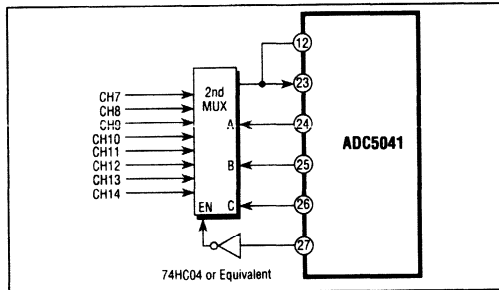 12
23
CH7
CH8
CH9
CH10
CH11
CH12
CH13
CH14
2nd
MUX
A
B
C
EN
24
25
26
27
ADC5041
74HC04 or Equivalent